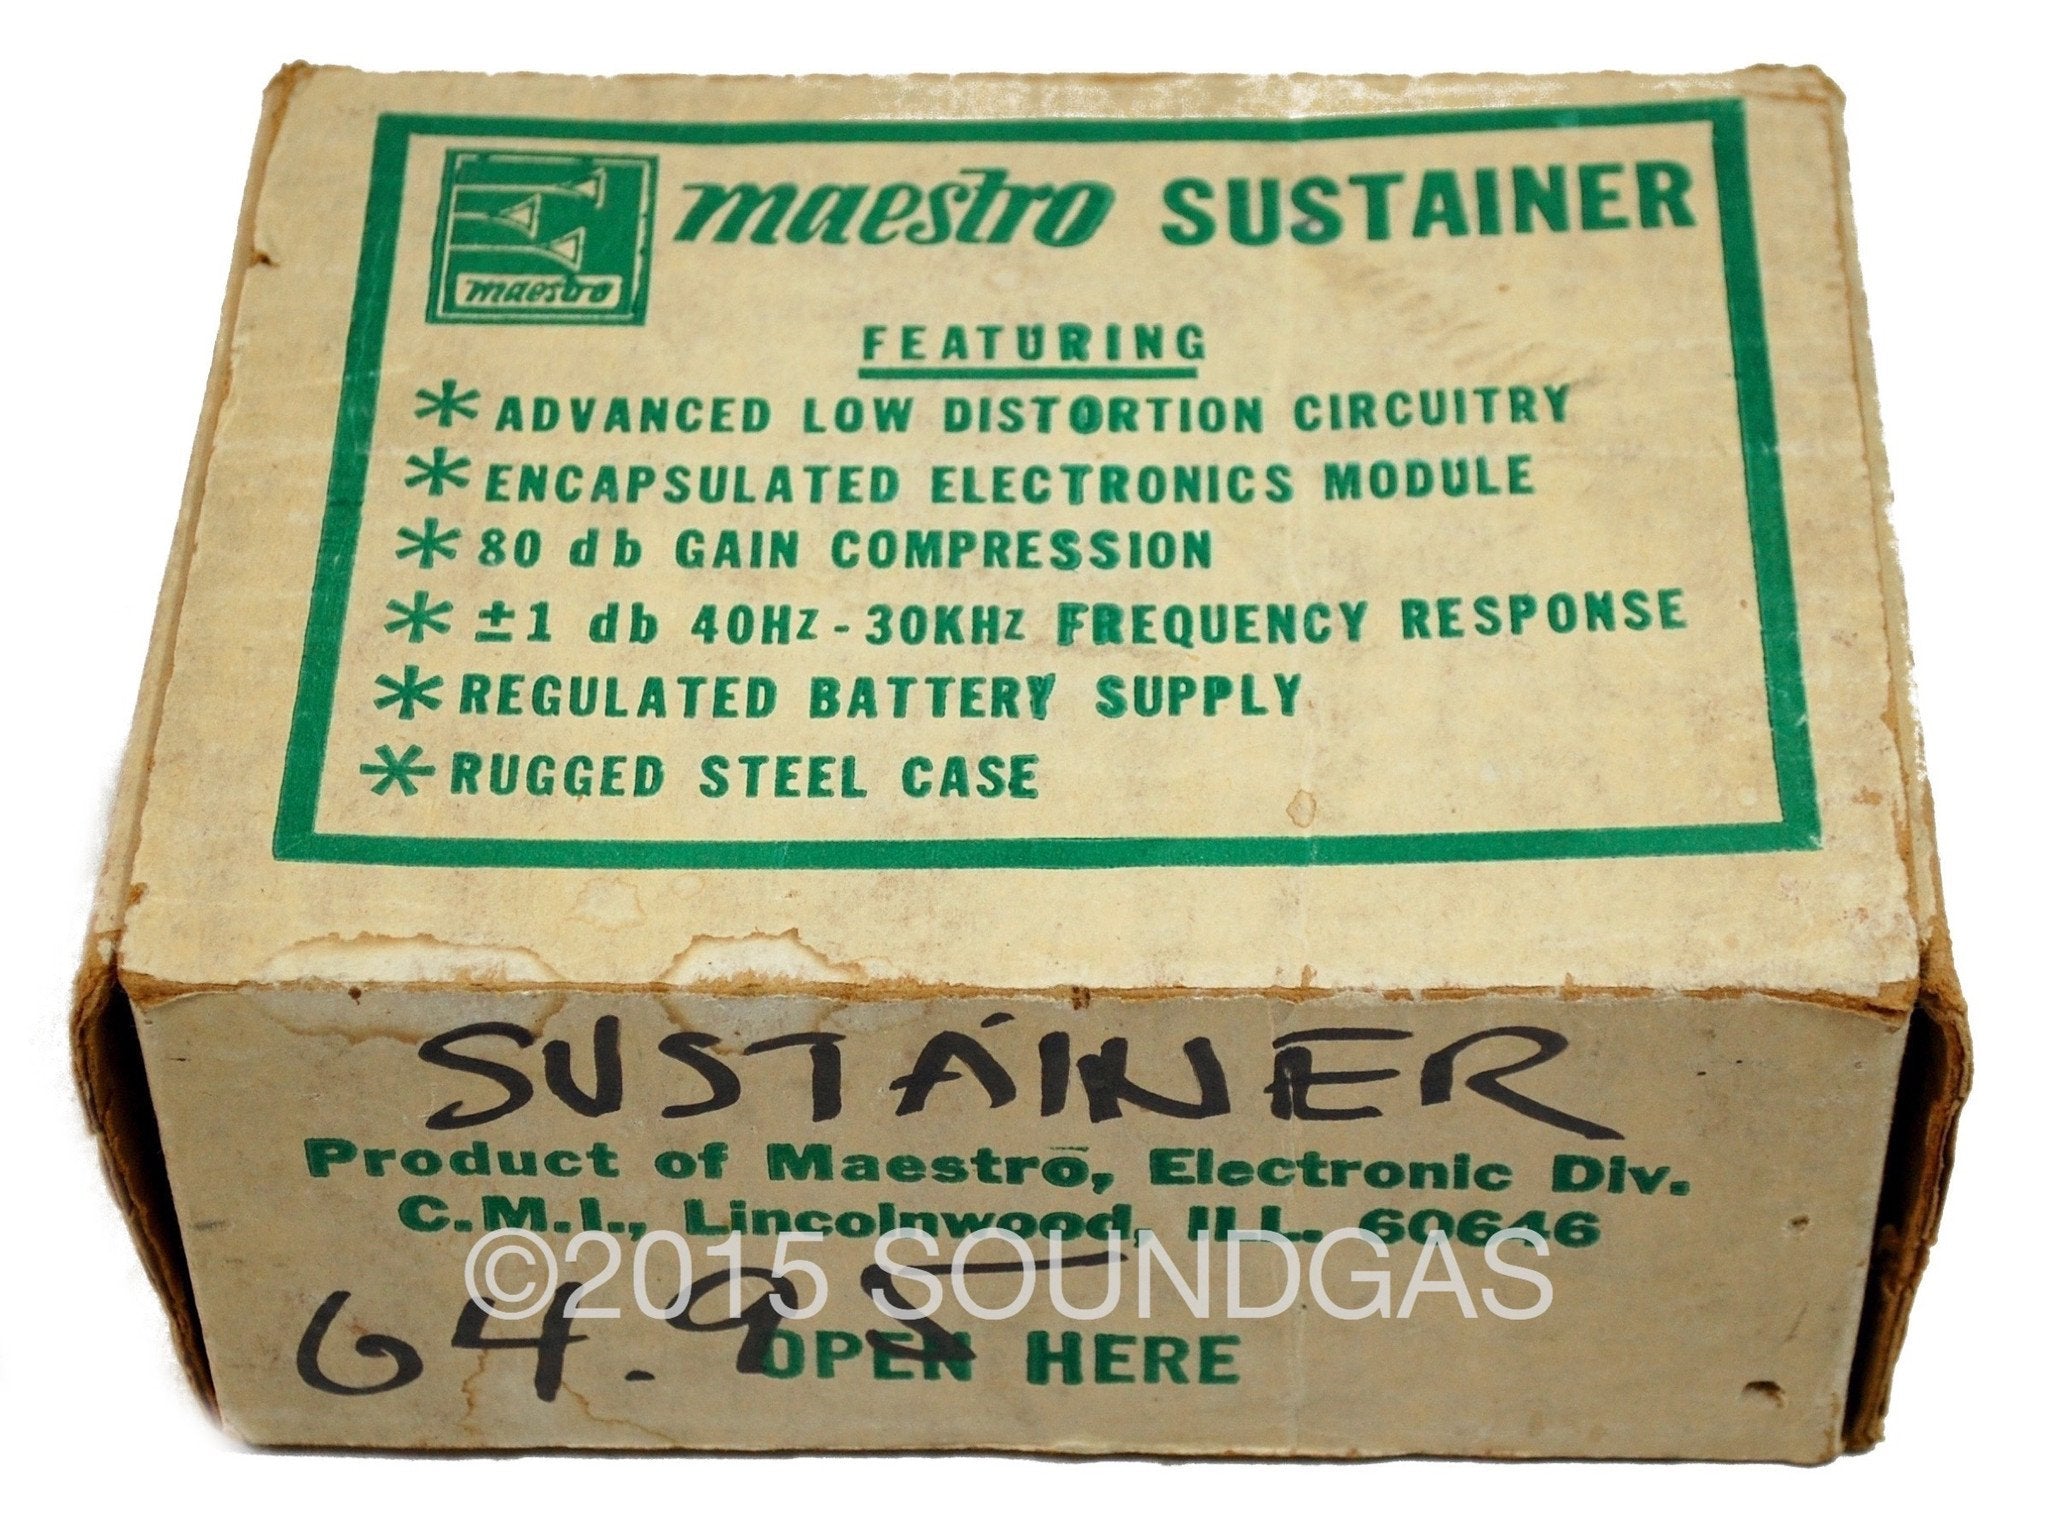 maestro SUSTAINER
maestro
FEATURING
* ADVANCED LOW DISTORTION CIRCUITRY
* ENCAPSULATED ELECTRONICS MODULE
* 80 db GAIN COMPRESSION
* ±1 db 40Hz - 30KHz FREQUENCY RESPONSE
* REGULATED BATTERY SUPPLY
* RUGGED STEEL CASE
SUSTAINER
Product of Maestro, Electronic Div.
C.M.I., Lincolnwood, ILL. 60646
©2015 SOUNDGAS
64.95
OPEN HERE